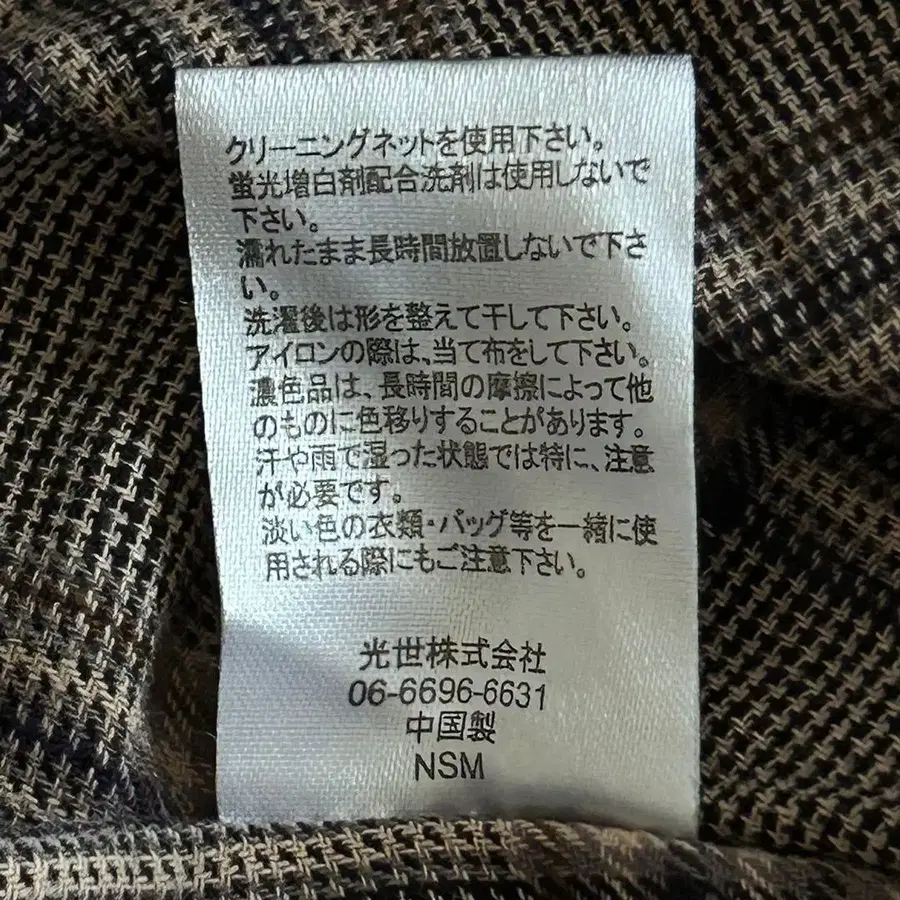 クリーニングネットを使用下さい。
蛍光増白剤配合洗剤は使用しないで
下さい。
濡れたまま長時間放置しないで下さ
い。
洗濯後は形を整えて干して下さい。
アイロンの際は、当て布をして下さい。
濃色品は、長時間の摩擦によって他
のものに色移りすることがあります。
汗や雨で湿った状態では特に、注意
が必要です。
淡い色の衣類・バッグ等を一緒に使
用される際にもご注意下さい。
光世株式会社
06-6696-6631
中国製
NSM